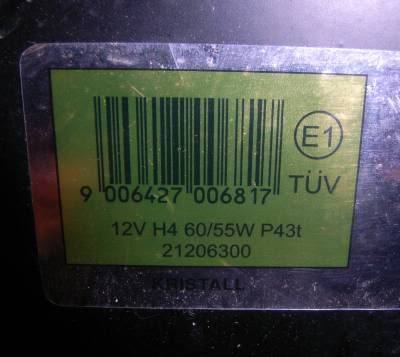 E1
9 006427 006817
TÜV
12V H4 60/55W P43t
21206300
KRISTALL